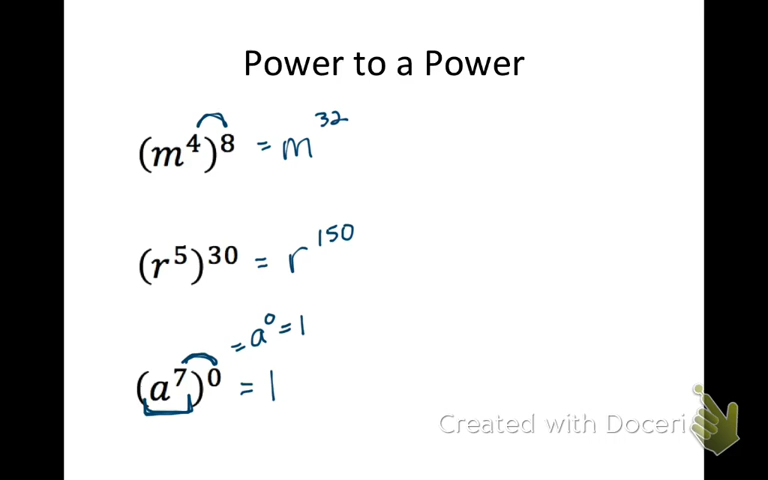 Power to a Power
(m⁴)⁸ = m³²
(r⁵)³⁰ = r¹⁵⁰
= a⁰ = 1
(a⁷)⁰ = 1
Created with Doceri